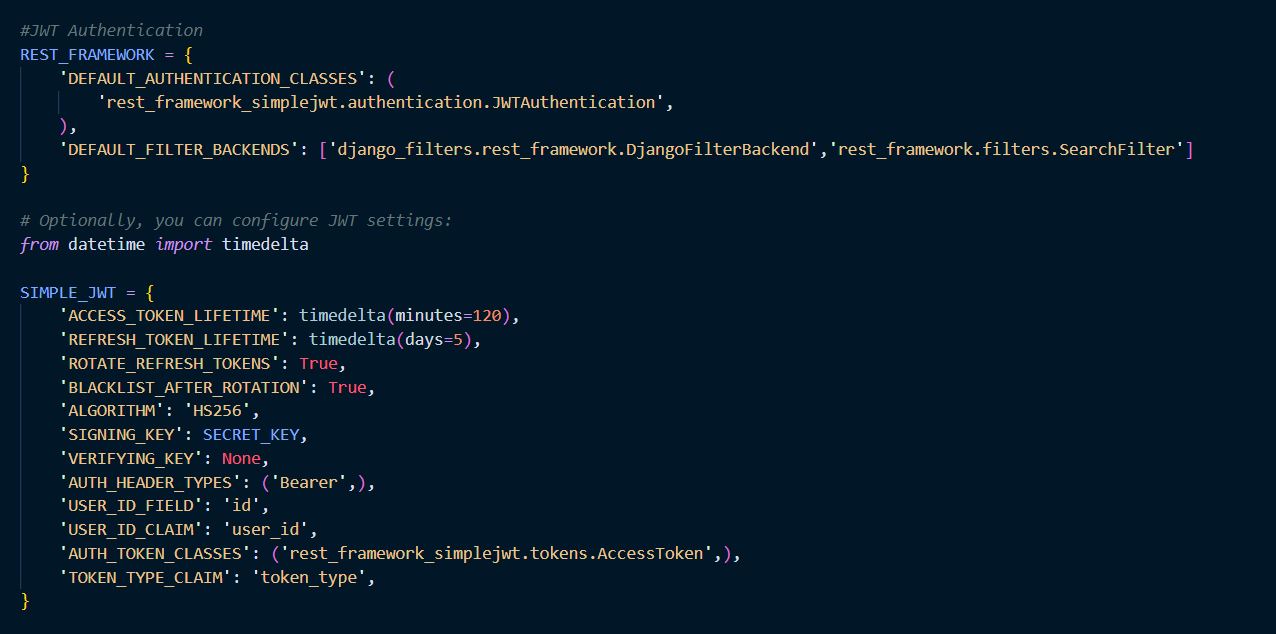 #JWT Authentication
REST_FRAMEWORK = {
    'DEFAULT_AUTHENTICATION_CLASSES': (
        'rest_framework_simplejwt.authentication.JWTAuthentication',
    ),
    'DEFAULT_FILTER_BACKENDS': ['django_filters.rest_framework.DjangoFilterBackend','rest_framework.filters.SearchFilter']
}

# Optionally, you can configure JWT settings:
from datetime import timedelta

SIMPLE_JWT = {
    'ACCESS_TOKEN_LIFETIME': timedelta(minutes=120),
    'REFRESH_TOKEN_LIFETIME': timedelta(days=5),
    'ROTATE_REFRESH_TOKENS': True,
    'BLACKLIST_AFTER_ROTATION': True,
    'ALGORITHM': 'HS256',
    'SIGNING_KEY': SECRET_KEY,
    'VERIFYING_KEY': None,
    'AUTH_HEADER_TYPES': ('Bearer',),
    'USER_ID_FIELD': 'id',
    'USER_ID_CLAIM': 'user_id',
    'AUTH_TOKEN_CLASSES': ('rest_framework_simplejwt.tokens.AccessToken',),
    'TOKEN_TYPE_CLAIM': 'token_type',
}